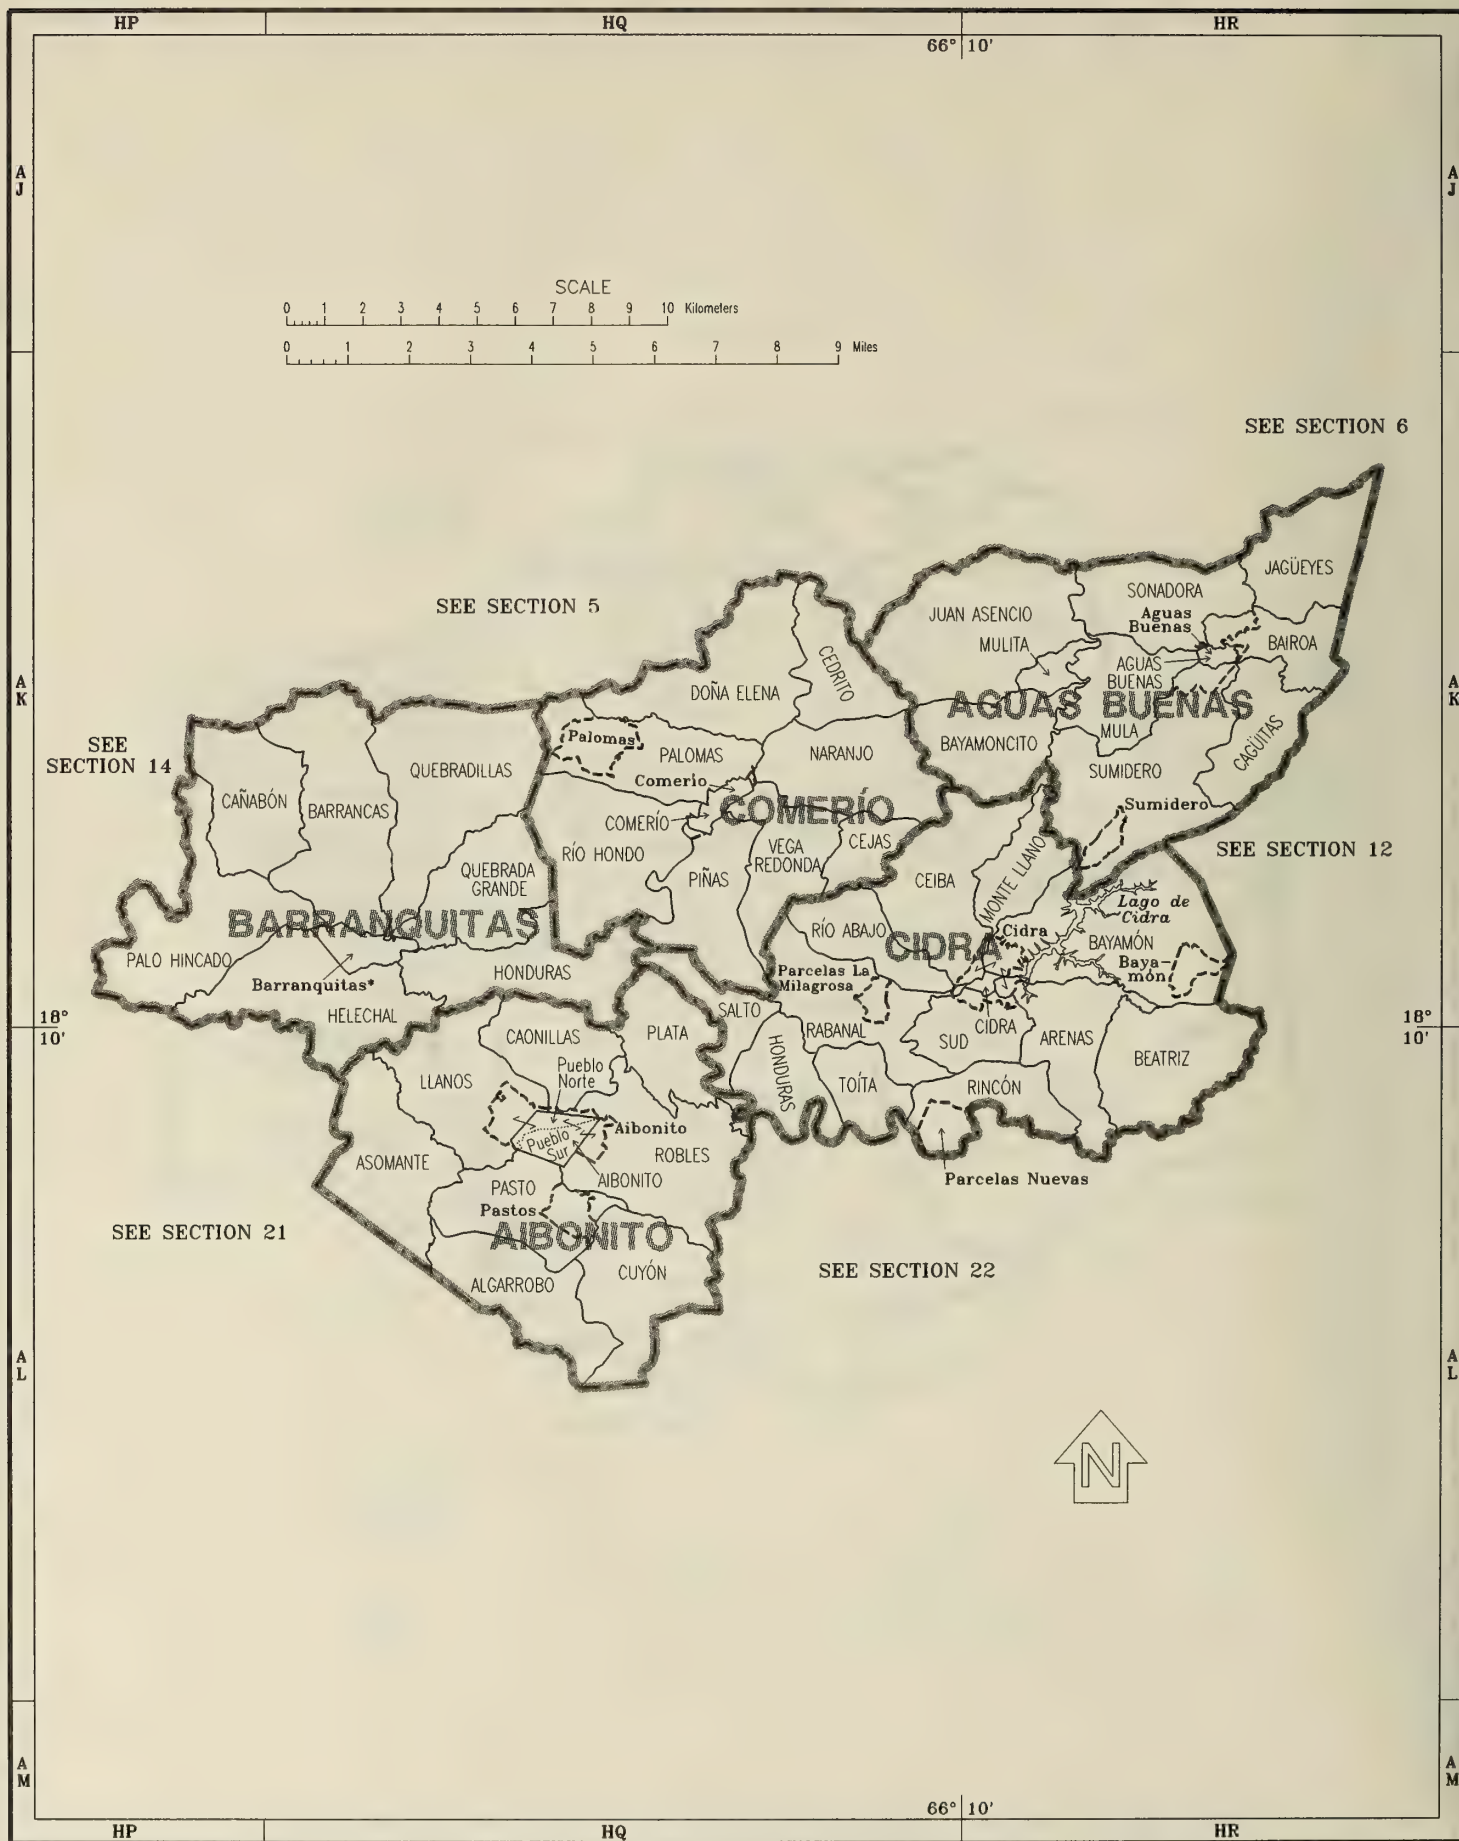 HP HQ HR
66° 10'
A
J
A
J
SCALE
0 1 2 3 4 5 6 7 8 9 10 Kilometers
0 1 2 3 4 5 6 7 8 9 Miles
SEE SECTION 6
SEE SECTION 5
JAGÜEYES
SONADORA
JUAN ASENCIO
Aguas
Buenas
MULITA
BAIROA
AGUAS
BUENAS
CEDRITO
DOÑA ELENA
A
K
A
K
AGUAS BUENAS
MULA
BAYAMONCITO
CAGÜITAS
SUMIDERO
Sumidero
SEE
SECTION 14
Palomas
PALOMAS
NARANJO
Comerío
COMERÍO
COMERÍO
QUEBRADILLAS
CAÑABÓN
BARRANCAS
RÍO HONDO
VEGA
REDONDA
CEJAS
PIÑAS
QUEBRADA
GRANDE
SEE SECTION 12
CEIBA
MONTE LLANO
Lago de
Cidra
BARRANQUITAS
RÍO ABAJO
CIDRA
Cidra
BAYAMÓN
Baya-
món
PALO HINCADO
HONDURAS
Barranquitas*
Parcelas La
Milagrosa
HELECHAL
SALTO
18°
10'
18°
10'
CAONILLAS
PLATA
RABANAL
CIDRA
SUD
ARENAS
BEATRIZ
HONDURAS
LLANOS
Pueblo
Norte
TOÍTA
RINCÓN
Pueblo
Sur
Aibonito
ROBLES
ASOMANTE
AIBONITO
PASTO
Pastos
Parcelas Nuevas
SEE SECTION 21
AIBONITO
CUYÓN
ALGARROBO
SEE SECTION 22
A
L
A
L
N
A
M
A
M
66° 10'
HP HQ HR